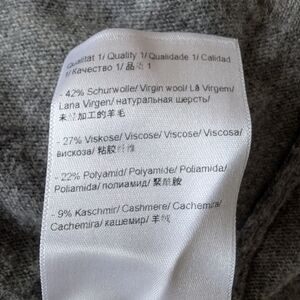 Qualität 1/ Quality 1/ Qualidade 1/ Calidad
1/Качество 1/ 品质 1
- 42% Schurwolle/ Virgin wool/ Lã Virgen/
Lana Virgen/ натуральная шерсть/
未经加工的羊毛
- 27% Viskose/ Viscose/ Viscose/ Viscosa/
вискоза/ 粘胶纤维
- 22% Polyamid/ Polyamide/ Poliamida/
Poliamida/ полиамид/ 聚酰胺
- 9% Kaschmir/ Cashmere/ Cachemira/
Cachemira/ кашемир/ 羊绒